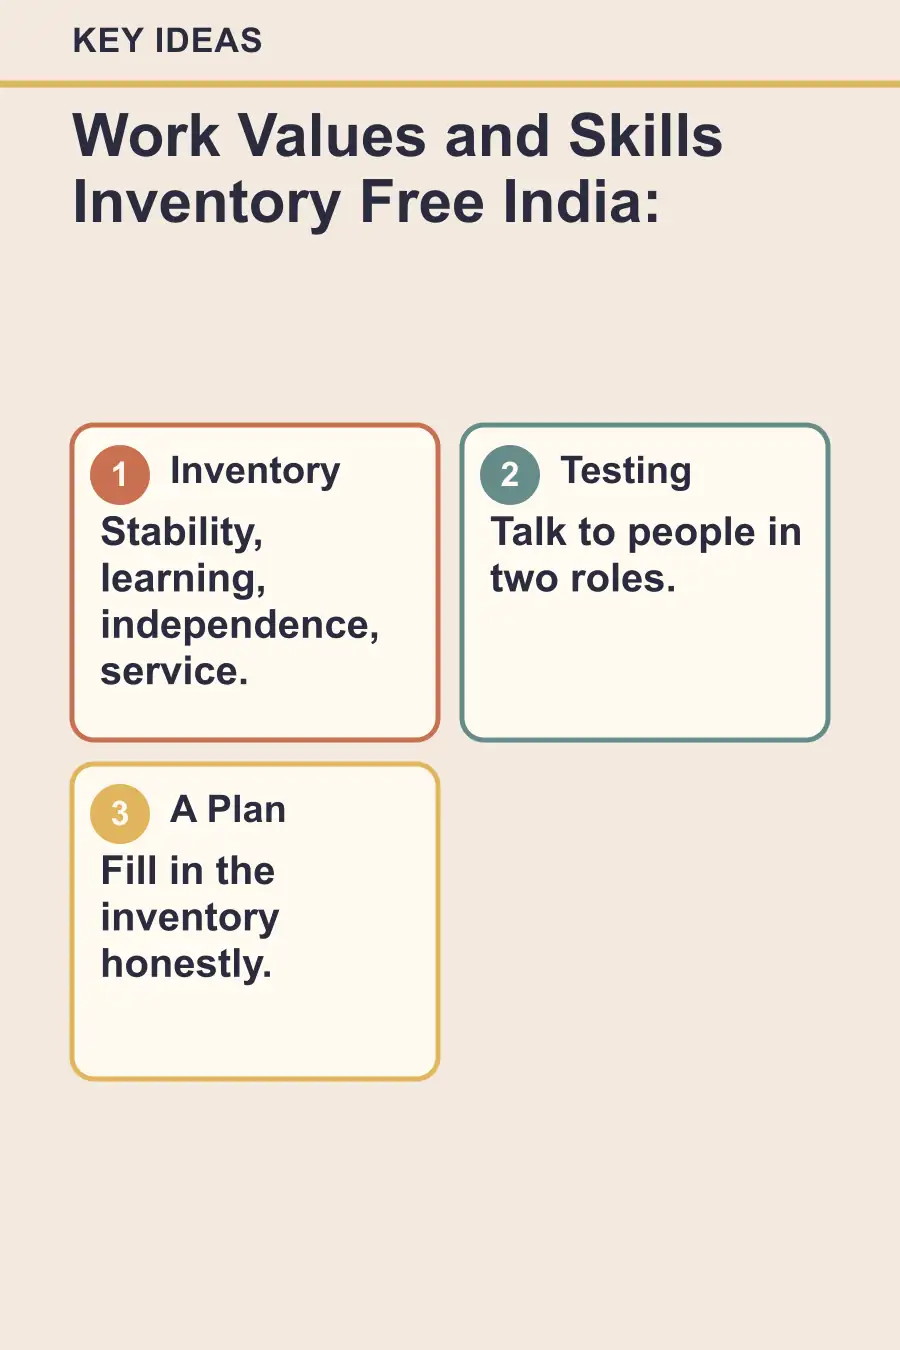 KEY IDEAS
Work Values and Skills
Inventory Free India:
1 Inventory
Stability,
learning,
independence,
service.
2 Testing
Talk to people in
two roles.
3 A Plan
Fill in the
inventory
honestly.